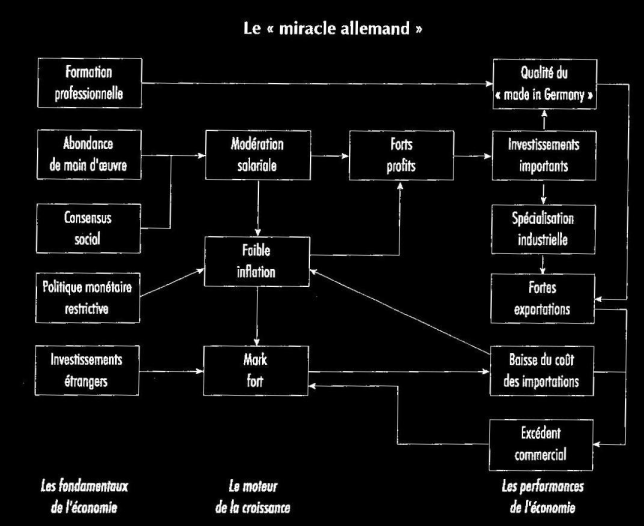 Le « miracle allemand »
Formation
professionnelle
Qualité du
« made in Germany »
Abondance
de main d'œuvre
Modération
salariale
Forts
profits
Investissements
importants
Consensus
social
Spécialisation
industrielle
Faible
inflation
Politique monétaire
restrictive
Fortes
exportations
Investissements
étrangers
Mark
fort
Baisse du coût
des importations
Excédent
commercial
Les fondamentaux
de l'économie
Le moteur
de la croissance
Les performances
de l'économie